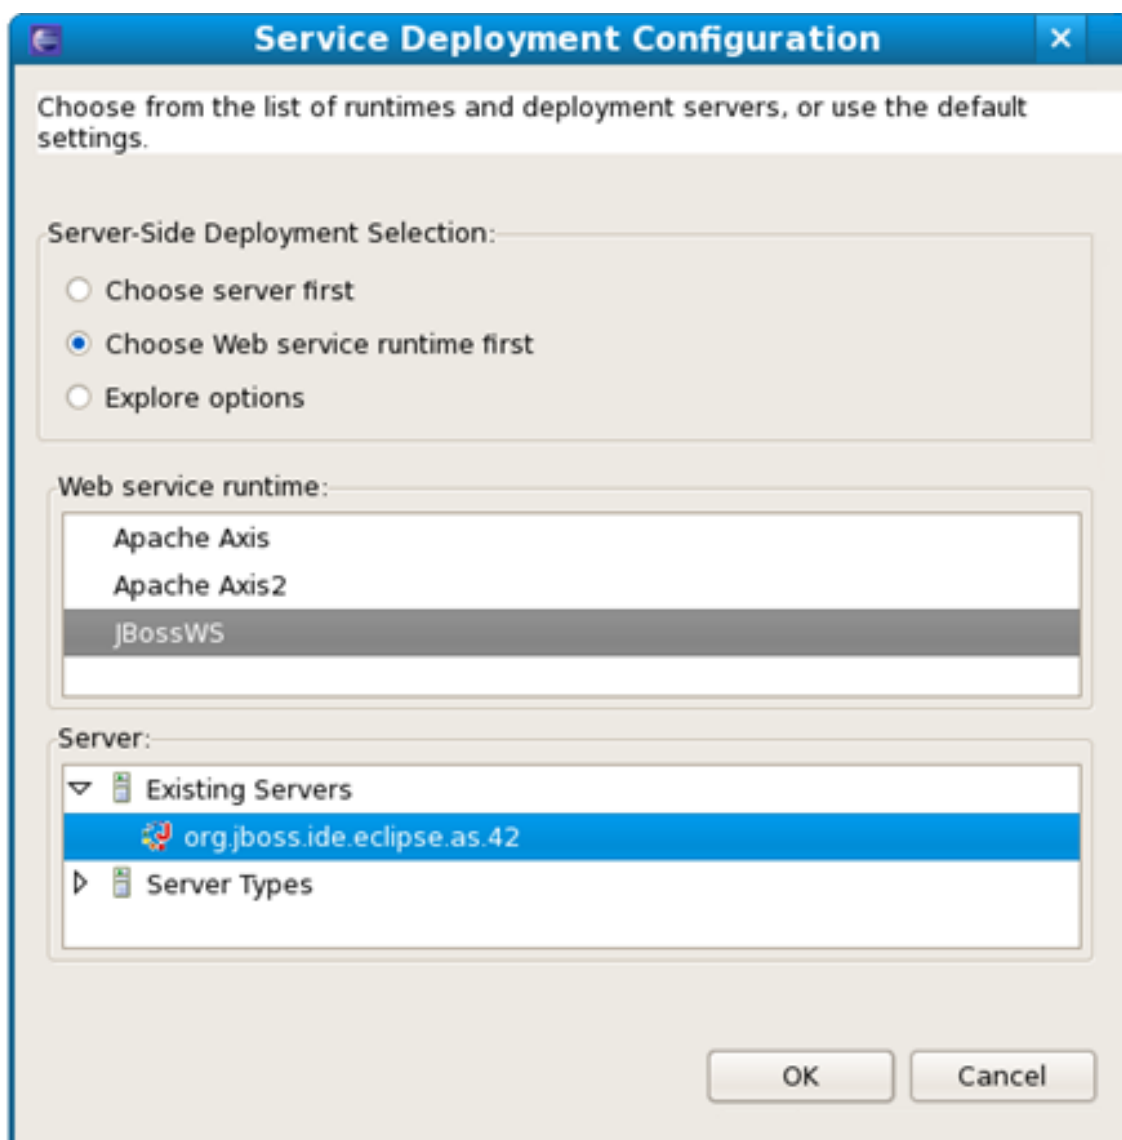 Service Deployment Configuration
Choose from the list of runtimes and deployment servers, or use the default
settings.
Server-Side Deployment Selection:
Choose server first
Choose Web service runtime first
Explore options
Web service runtime:
Apache Axis
Apache Axis2
JBossWS
Server:
Existing Servers
org.jboss.ide.eclipse.as.42
Server Types
OK
Cancel